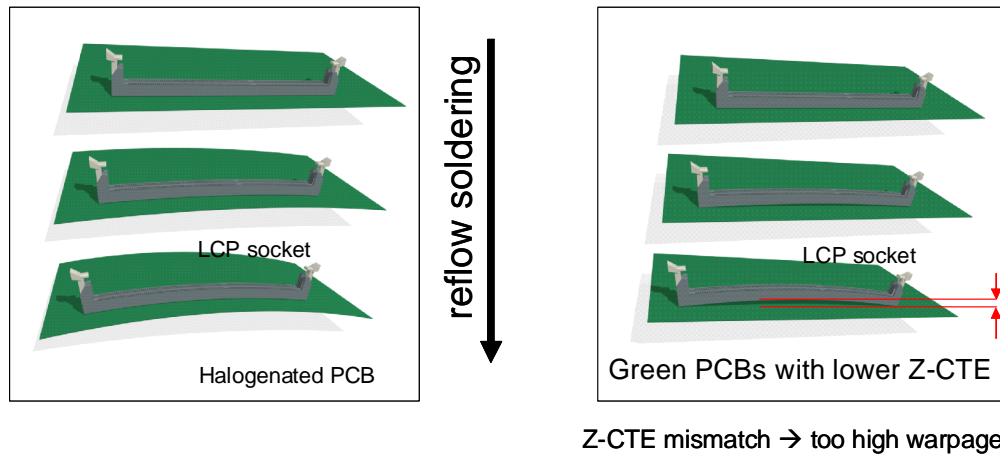 LCP socket
Halogenated PCB
reflow soldering
LCP socket
Green PCBs with lower Z-CTE
Z-CTE mismatch → too high warpage